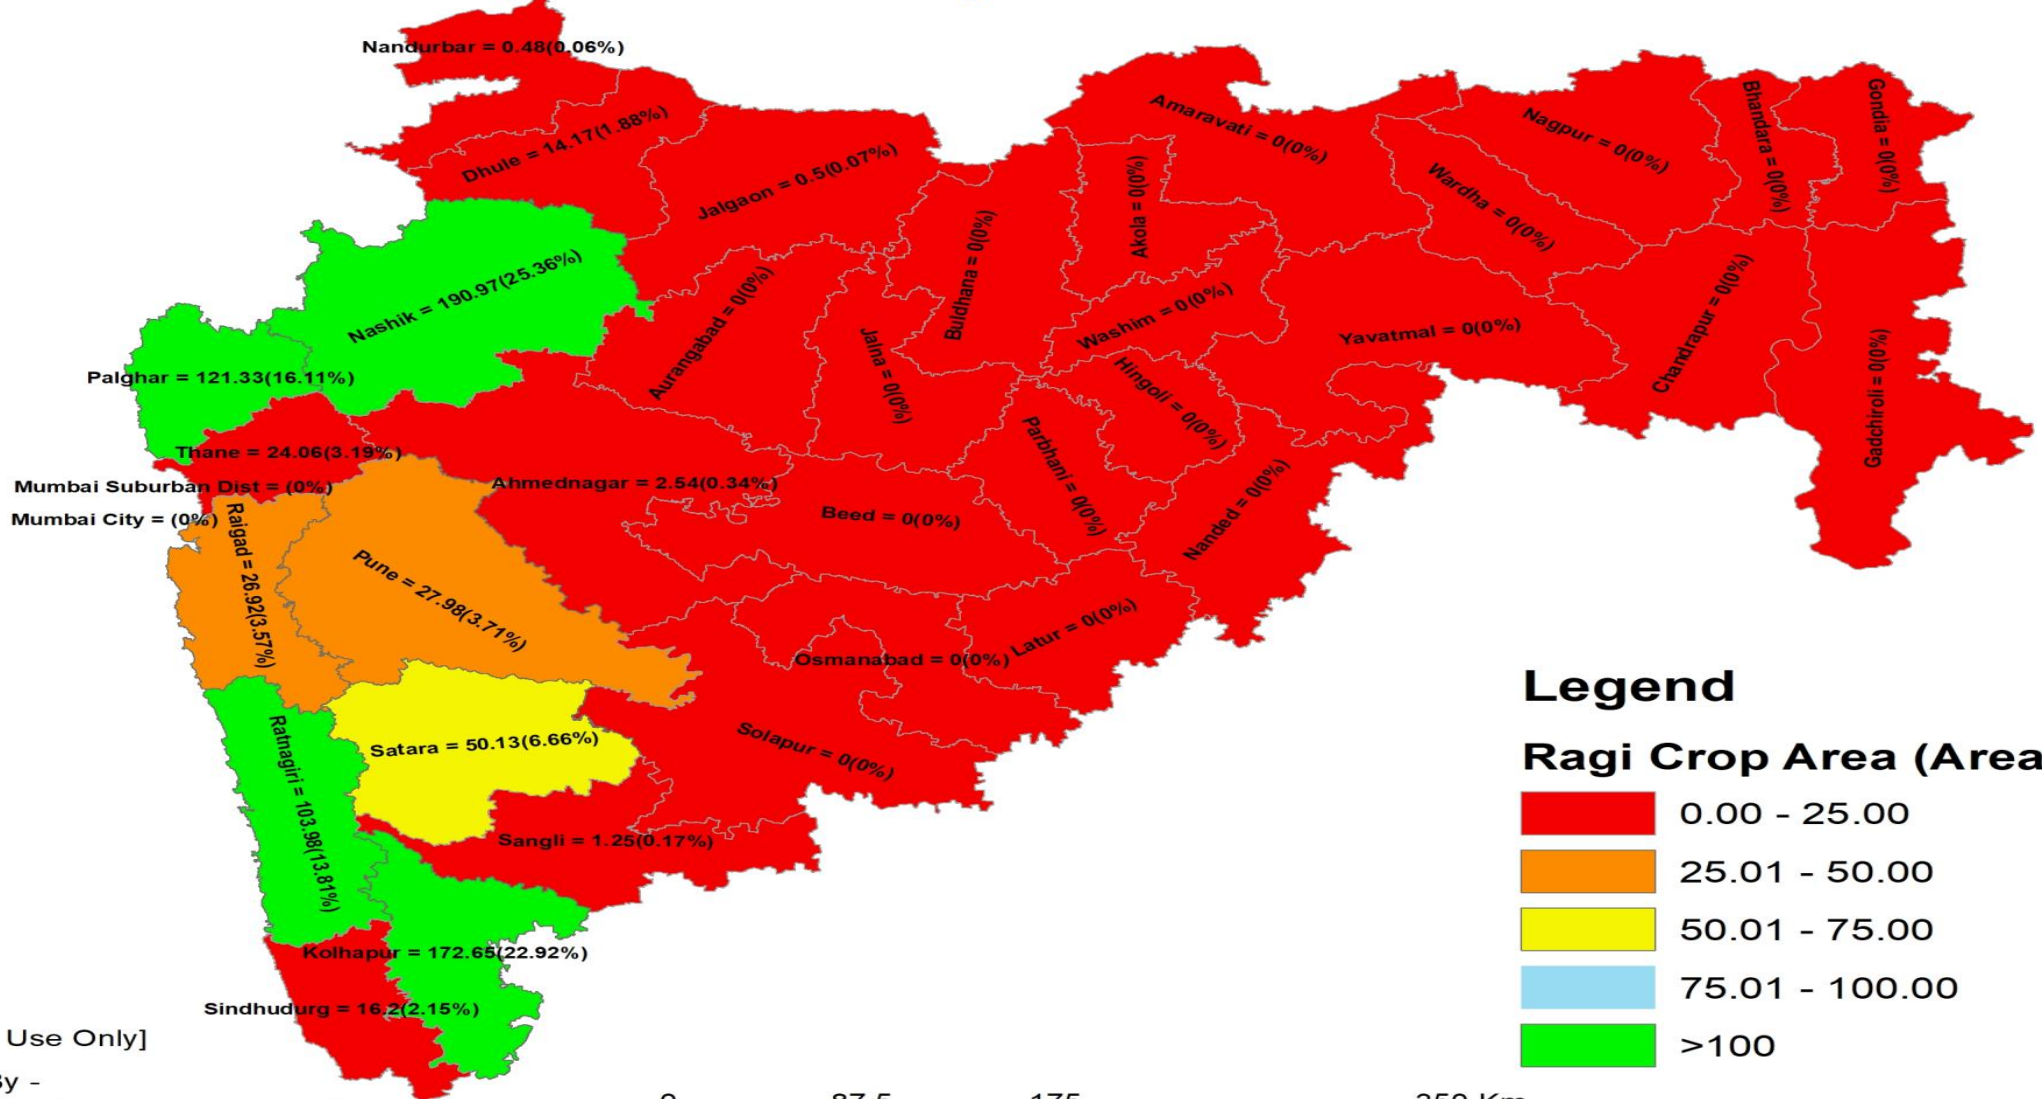 Nandurbar = 0.48(0.06%)
Dhule = 14.17(1.88%)
Jalgaon = 0.5(0.07%)
Amaravati = 0(0%)
Nagpur = 0(0%)
Bhandara = 0(0%)
Gondia = 0(0%)
Akola = 0(0%)
Wardha = 0(0%)
Buldhana = 0(0%)
Nashik = 190.97(25.36%)
Aurangabad = 0(0%)
Jalna = 0(0%)
Washim = 0(0%)
Yavatmal = 0(0%)
Chandrapur = 0(0%)
Gadchiroli = 0(0%)
Palghar = 121.33(16.11%)
Hingoli = 0(0%)
Thane = 24.06(3.19%)
Parbhani = 0(0%)
Mumbai Suburban Dist = (0%)
Ahmednagar = 2.54(0.34%)
Nanded = 0(0%)
Mumbai City = (0%)
Beed = 0(0%)
Raigad = 26.92(3.57%)
Pune = 27.98(3.71%)
Latur = 0(0%)
Osmanabad = 0(0%)
Ratnagiri = 103.98(13.81%)
Satara = 50.13(6.66%)
Solapur = 0(0%)
Sangli = 1.25(0.17%)
Kolhapur = 172.65(22.92%)
Sindhudurg = 16.2(2.15%)
Legend
Ragi Crop Area (Area
0.00 - 25.00
25.01 - 50.00
50.01 - 75.00
75.01 - 100.00
>100
Use Only]
By -
0 87.5 175 350 Km